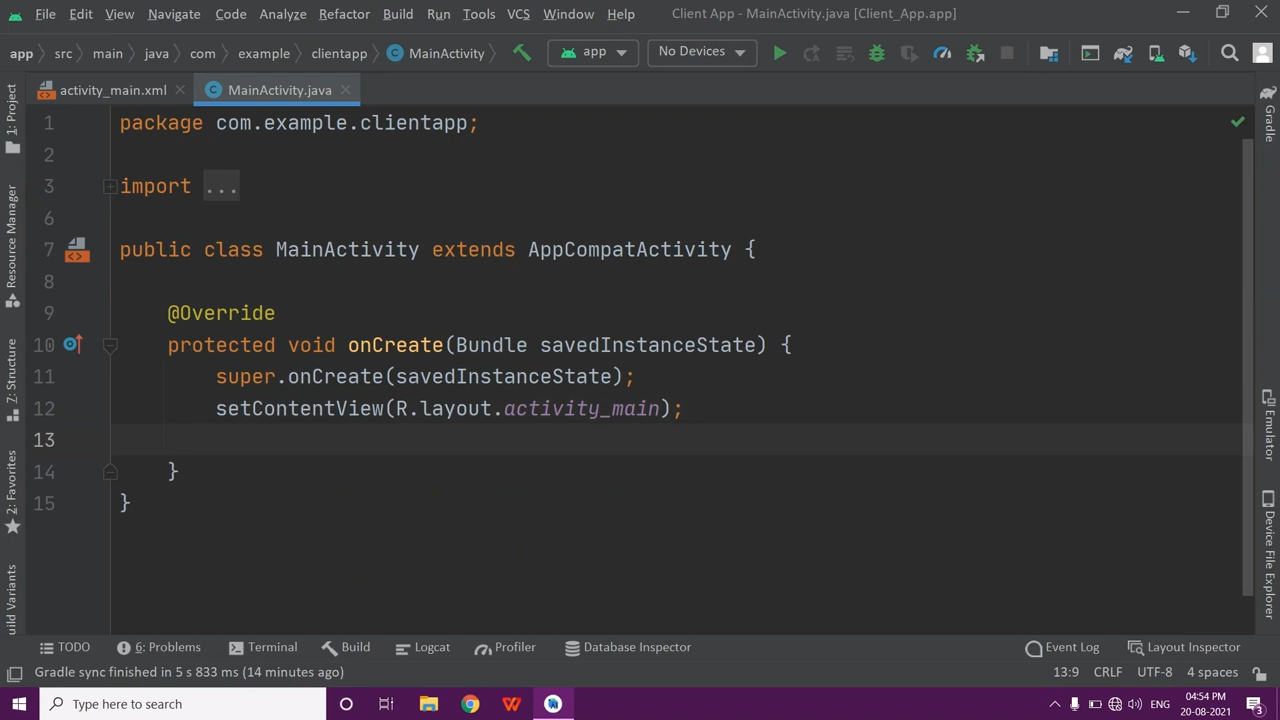 File Edit View Navigate Code Analyze Refactor Build Run Tools VCS Window Help Client App - MainActivity.java [Client_App.app]
app src main java com example clientapp MainActivity app No Devices
activity_main.xml MainActivity.java
1: Project
Resource Manager
7: Structure
2: Favorites
uild Variants
1 package com.example.clientapp;
2
3 import ...
6
7 public class MainActivity extends AppCompatActivity {
8
9 @Override
10 protected void onCreate(Bundle savedInstanceState) {
11 super.onCreate(savedInstanceState);
12 setContentView(R.layout.activity_main);
13
14 }
15 }
Gradle
Emulator
Device File Explorer
TODO 6: Problems Terminal Build Logcat Profiler Database Inspector Event Log Layout Inspector
Gradle sync finished in 5 s 833 ms (14 minutes ago) 13:9 CRLF UTF-8 4 spaces
Type here to search ENG 04:54 PM
20-08-2021 3